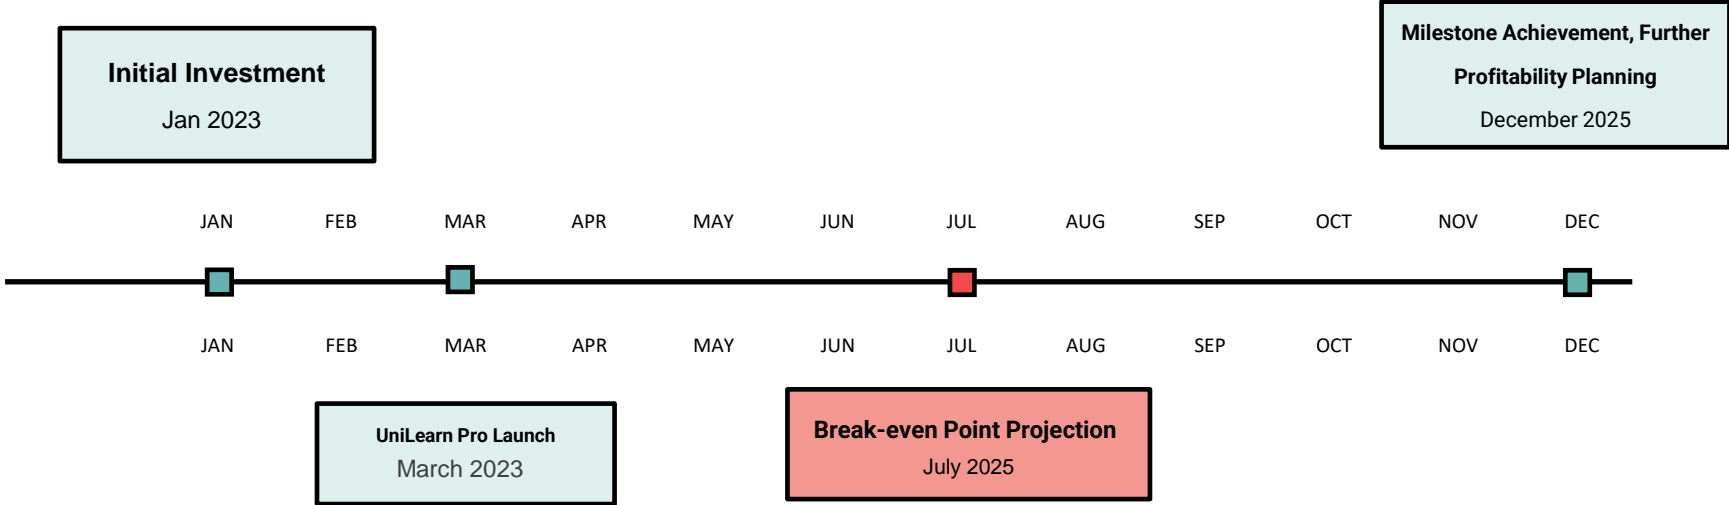 Initial Investment
Jan 2023
Milestone Achievement, Further
Profitability Planning
December 2025
JAN FEB MAR APR MAY JUN JUL AUG SEP OCT NOV DEC
JAN FEB MAR APR MAY JUN JUL AUG SEP OCT NOV DEC
UniLearn Pro Launch
March 2023
Break-even Point Projection
July 2025